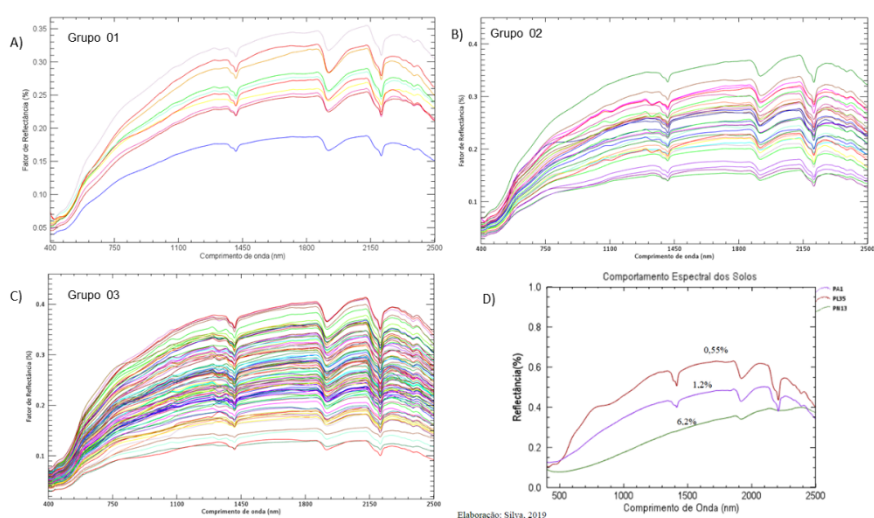 A)
Grupo 01
Fator de Reflectância (%)
0.35
0.30
0.25
0.20
0.15
0.10
0.05
400 750 1100 1450 1800 2150 2500
Comprimento de onda (nm)
B)
Grupo 02
Fator de Reflectância (%)
0.4
0.3
0.2
0.1
400 750 1100 1450 1800 2150 2500
Comprimento de onda (nm)
C)
Grupo 03
Fator de Reflectância (%)
0.4
0.3
0.2
0.1
400 750 1100 1450 1800 2150 2500
Comprimento de onda (nm)
D)
Comportamento Espectral dos Solos
PA1
PL35
PR13
Reflectância(%)
1.0
0.8
0.6
0.4
0.2
0.0
0,55%
1.2%
6.2%
500 1000 1500 2000 2500
Comprimento de Onda (nm)
Elaboração: Silva, 2019